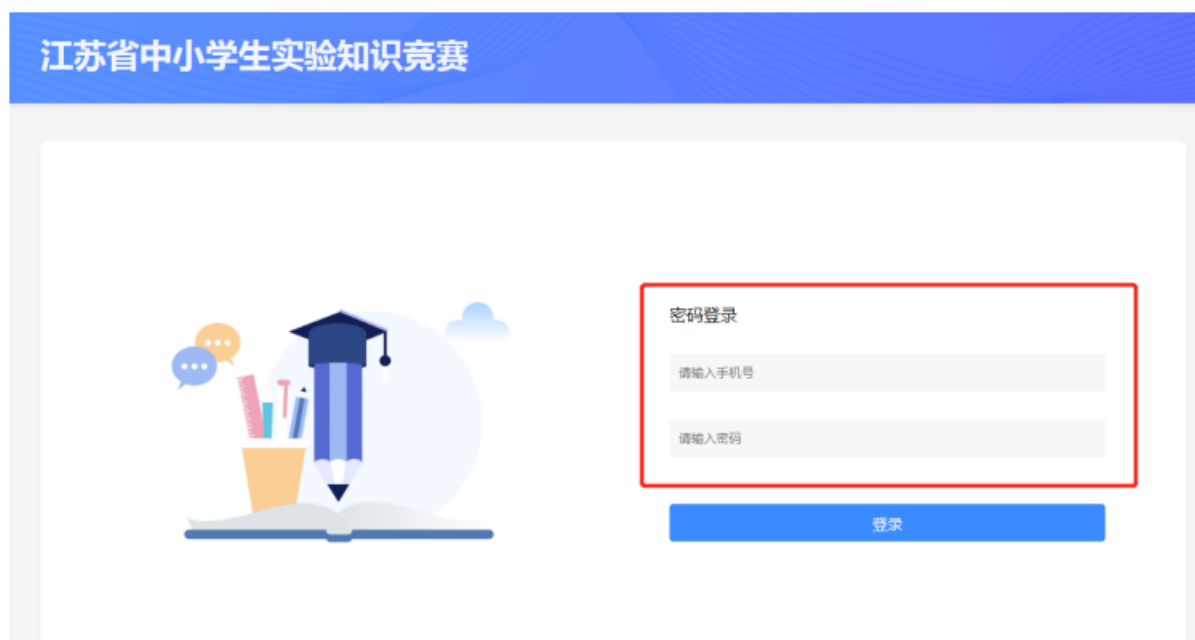 江苏省中小学生实验知识竞赛
密码登录
请输入手机号
请输入密码
登录